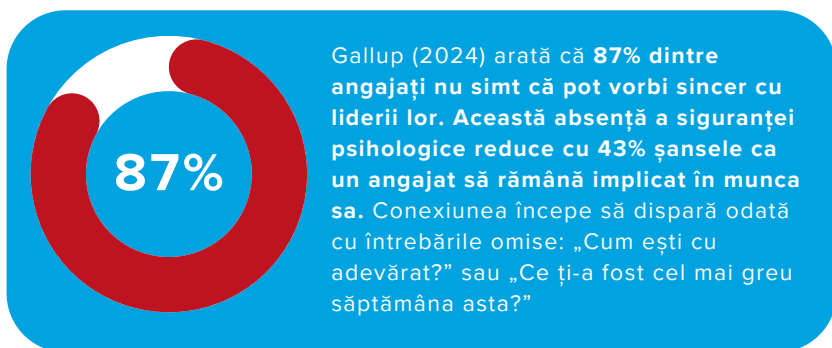 87%
Gallup (2024) arată că 87% dintre
angajați nu simt că pot vorbi sincer cu
liderii lor. Această absență a siguranței
psihologice reduce cu 43% șansele ca
un angajat să rămână implicat în munca
sa. Conexiunea începe să dispară odată
cu întrebările omise: „Cum ești cu
adevărat?” sau „Ce ți-a fost cel mai greu
săptămâna asta?”